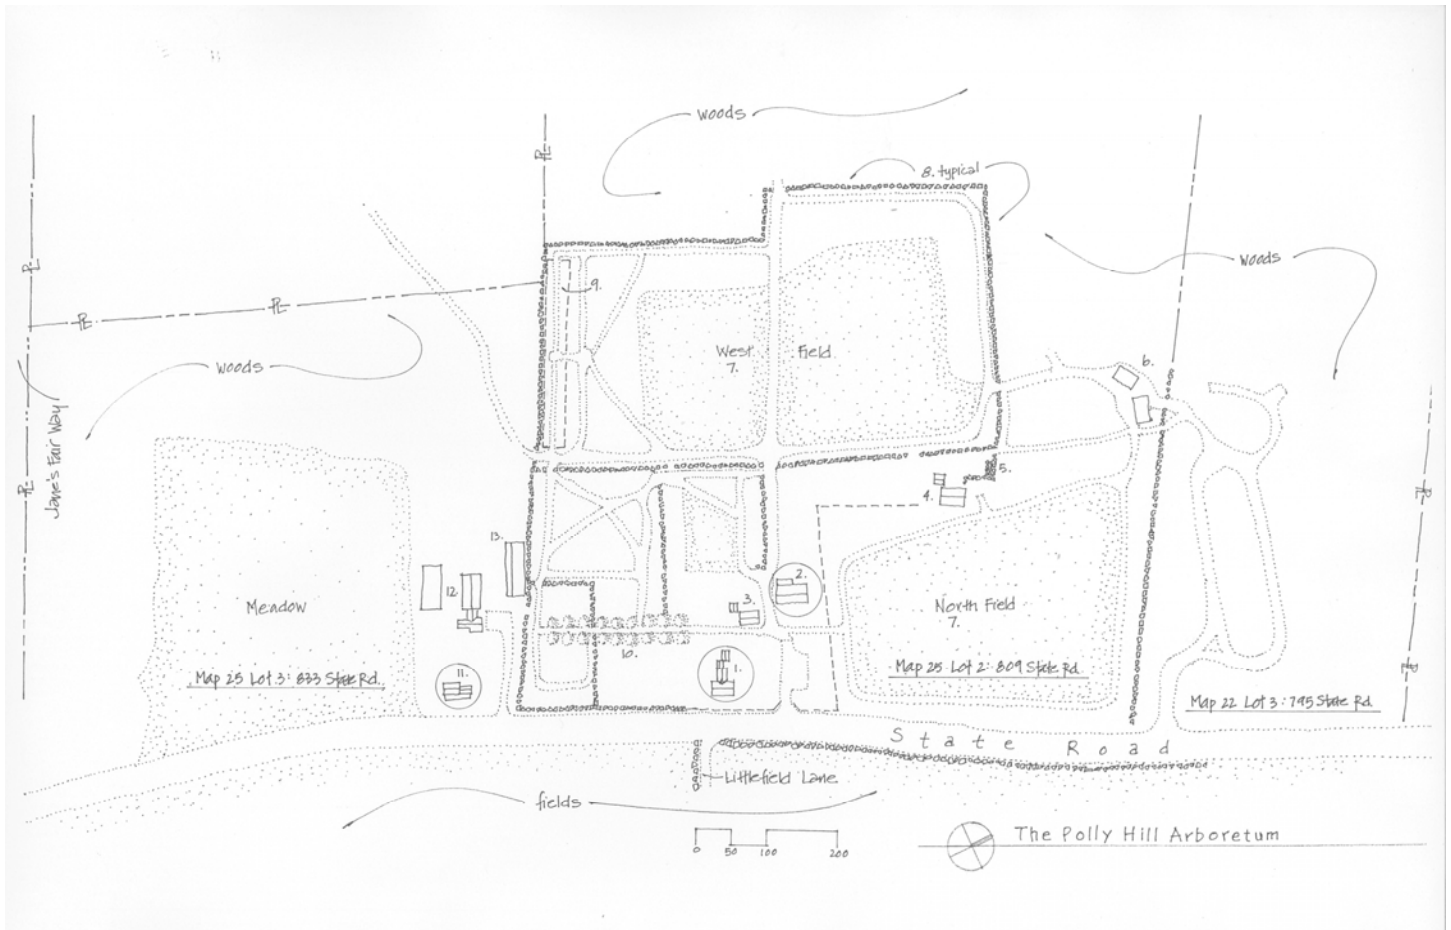 woods
PL
8. typical
woods
PL
9.
PL
PL
West Field
7.
6.
woods
Jane's Fair Way
PL
5.
4.
PL
13.
12
2.
3.
Meadow
North Field
7.
10.
1.
11.
Map 25 Lot 3: 833 State Rd.
Map 25 Lot 2: 809 State Rd.
PL
Map 22 Lot 3: 795 State Rd.
State Road
Littlefield Lane
fields
0 50 100 200
The Polly Hill Arboretum